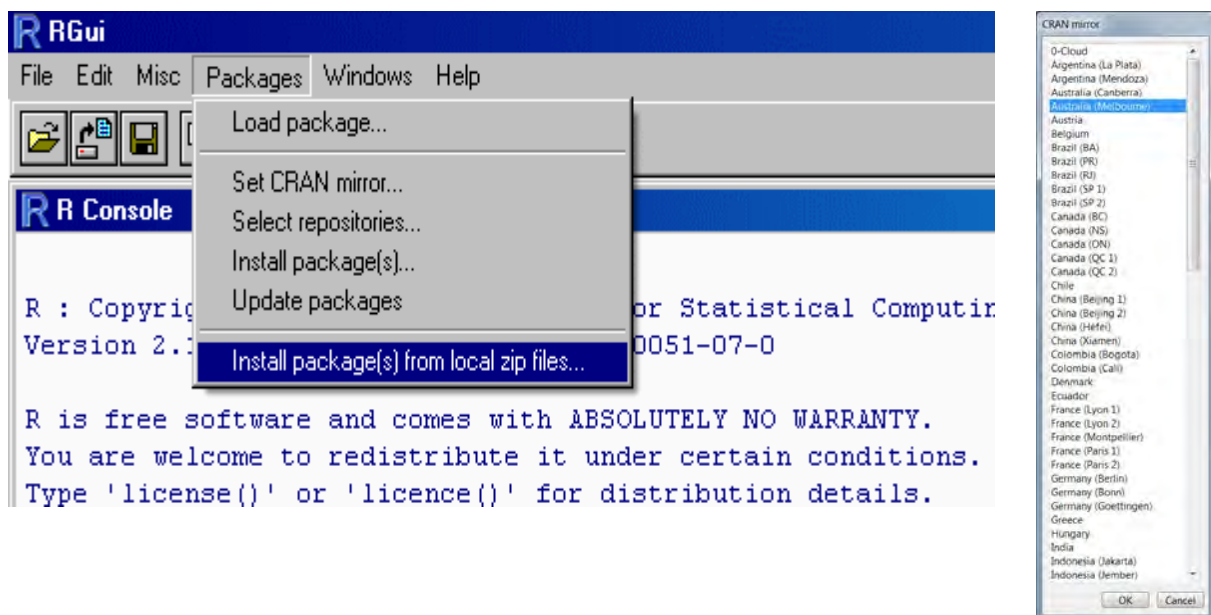 RGui
File Edit Misc Packages Windows Help
Load package...
Set CRAN mirror...
Select repositories...
Install package(s)...
Update packages
Install package(s) from local zip files...
R Console
R : Copyrig or Statistical Computin
Version 2.1 0051-07-0
R is free software and comes with ABSOLUTELY NO WARRANTY.
You are welcome to redistribute it under certain conditions.
Type 'license()' or 'licence()' for distribution details.
CRAN mirror
0-Cloud
Argentina (La Plata)
Argentina (Mendoza)
Australia (Canberra)
Australia (Melbourne)
Austria
Belgium
Brazil (BA)
Brazil (PR)
Brazil (RJ)
Brazil (SP 1)
Brazil (SP 2)
Canada (BC)
Canada (NS)
Canada (ON)
Canada (QC 1)
Canada (QC 2)
Chile
China (Beijing 1)
China (Beijing 2)
China (Hefei)
China (Xiamen)
Colombia (Bogota)
Colombia (Cali)
Denmark
Ecuador
France (Lyon 1)
France (Lyon 2)
France (Montpellier)
France (Paris 1)
France (Paris 2)
Germany (Berlin)
Germany (Bonn)
Germany (Goettingen)
Greece
Hungary
India
Indonesia (Jakarta)
Indonesia (Jember)
OK Cancel